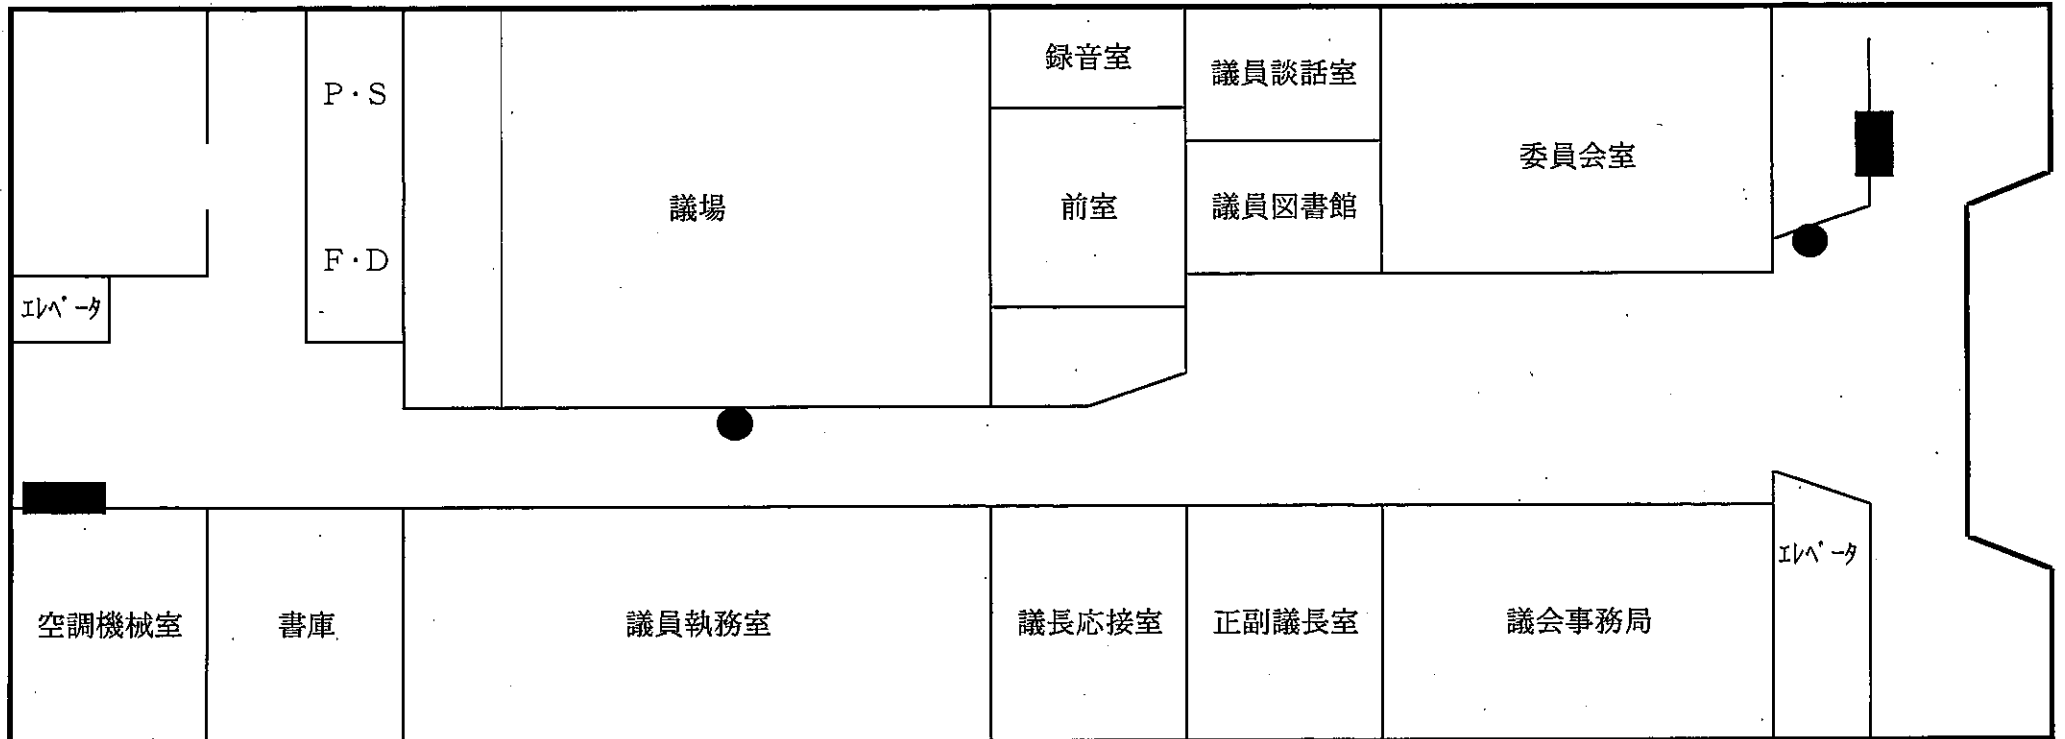 録音室
議員談話室
P・S
委員会室
議場
前室
議員図書館
F・D
エレベータ
エレベータ
空調機械室
書庫
議員執務室
議長応接室
正副議長室
議会事務局